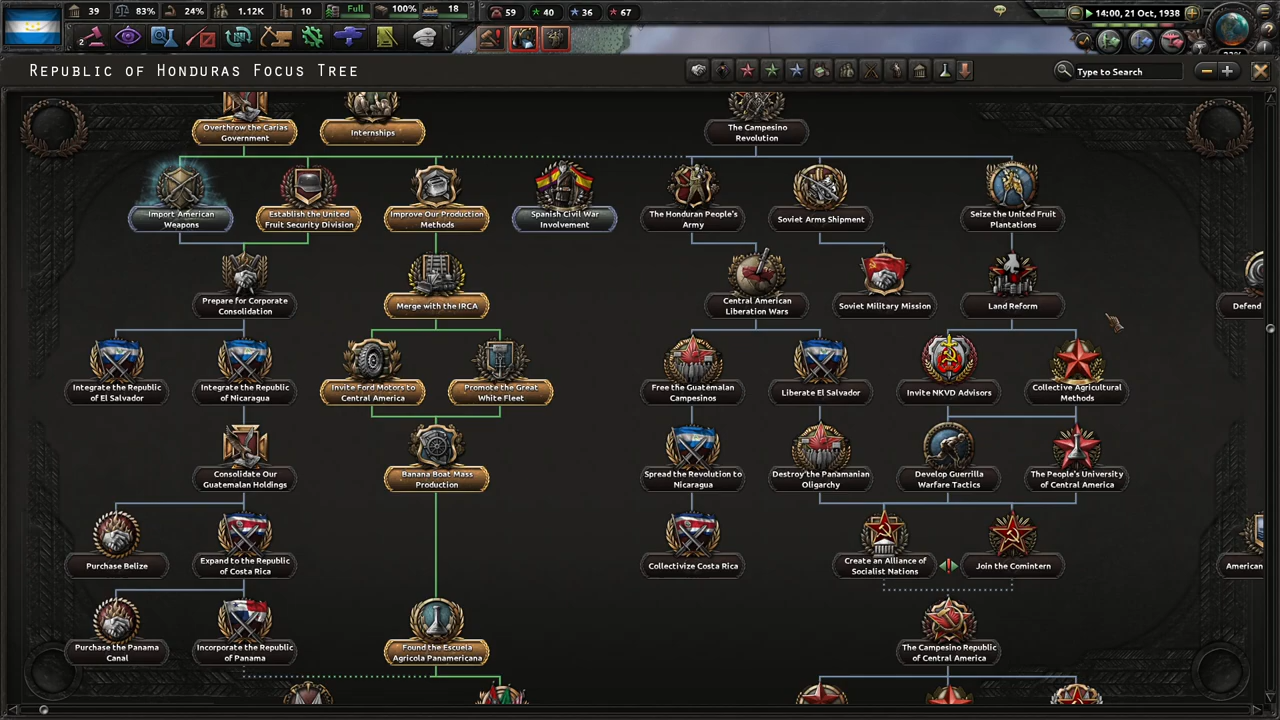 39
83%
24%
1.12K
10
Full
100%
18
59
40
36
67
14:00, 21 Oct, 1938
2
Republic of Honduras Focus Tree
Type to Search
Overthrow the Carias
Government
Internships
The Campesino
Revolution
Import American
Weapons
Establish the United
Fruit Security Division
Improve Our Production
Methods
Spanish Civil War
Involvement
The Honduran People's
Army
Soviet Arms Shipment
Seize the United Fruit
Plantations
Prepare for Corporate
Consolidation
Merge with the IRCA
Central American
Liberation Wars
Soviet Military Mission
Land Reform
Defend
Integrate the Republic
of El Salvador
Integrate the Republic
of Nicaragua
Invite Ford Motors to
Central America
Promote the Great
White Fleet
Free the Guatemalan
Campesinos
Liberate El Salvador
Invite NKVD Advisors
Collective Agricultural
Methods
Consolidate Our
Guatemalan Holdings
Banana Boat Mass
Production
Spread the Revolution to
Nicaragua
Destroy the Panamanian
Oligarchy
Develop Guerrilla
Warfare Tactics
The People's University
of Central America
Purchase Belize
Expand to the Republic
of Costa Rica
Collectivize Costa Rica
Create an Alliance of
Socialist Nations
Join the Comintern
American
Purchase the Panama
Canal
Incorporate the Republic
of Panama
Found the Escuela
Agricola Panamericana
The Campesino Republic
of Central America